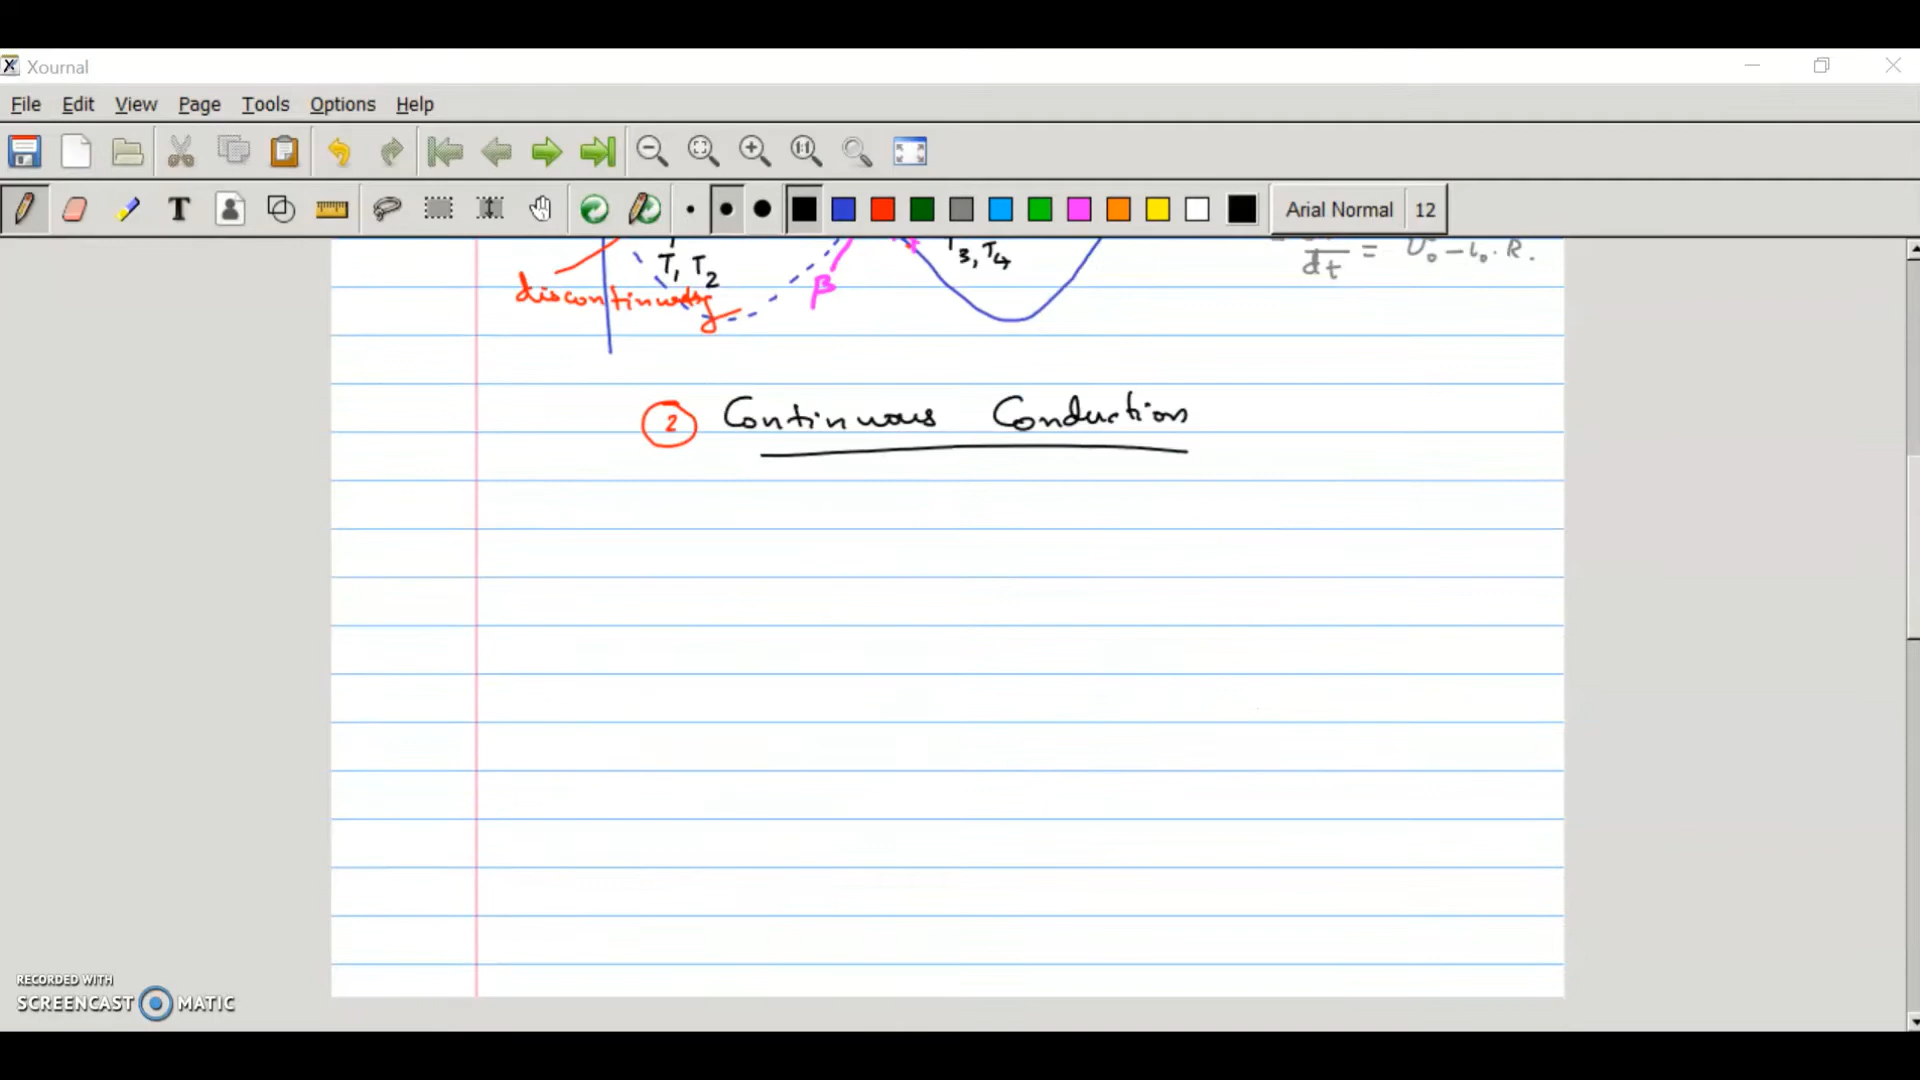 Xournal
File Edit View Page Tools Options Help
T Arial Normal 12
T1, T2
T3, T4
dt = v0 - i0 . R.
discontinuous
β
2 Continuous Conduction
RECORDED WITH
SCREENCAST MATIC